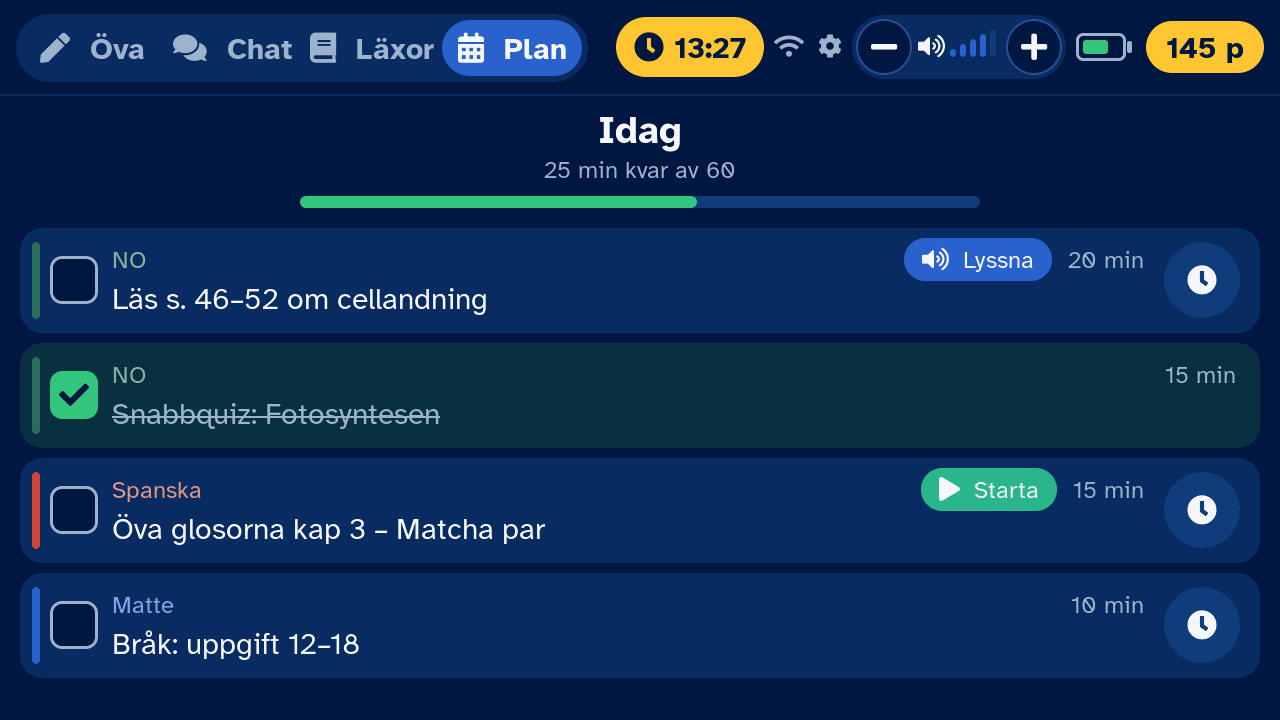 Öva Chat Läxor Plan 13:27 145 p
Idag
25 min kvar av 60
NO Lyssna 20 min
Läs s. 46–52 om cellandning
NO 15 min
Snabbquiz: Fotosyntesen
Spanska Starta 15 min
Öva glosorna kap 3 – Matcha par
Matte 10 min
Bråk: uppgift 12–18